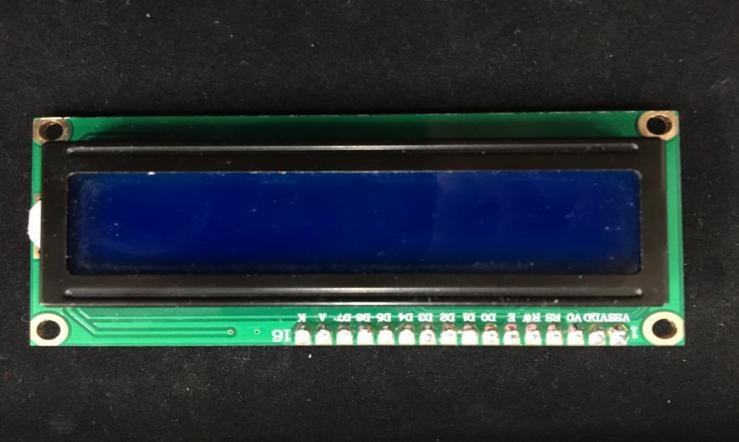 VSS VDD VO RS RW E D0 D1 D2 D3 D4 D5 D6 D7 A K
1 16